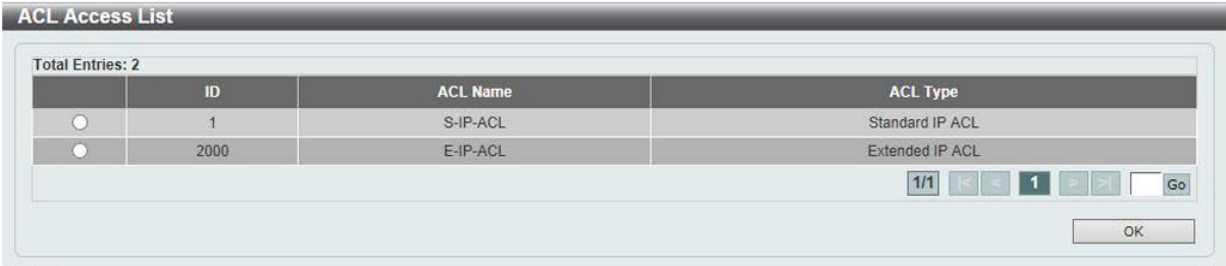 ACL Access List
Total Entries: 2
ID ACL Name ACL Type
1 S-IP-ACL Standard IP ACL
2000 E-IP-ACL Extended IP ACL
1/1 |< < 1 > >| Go
OK